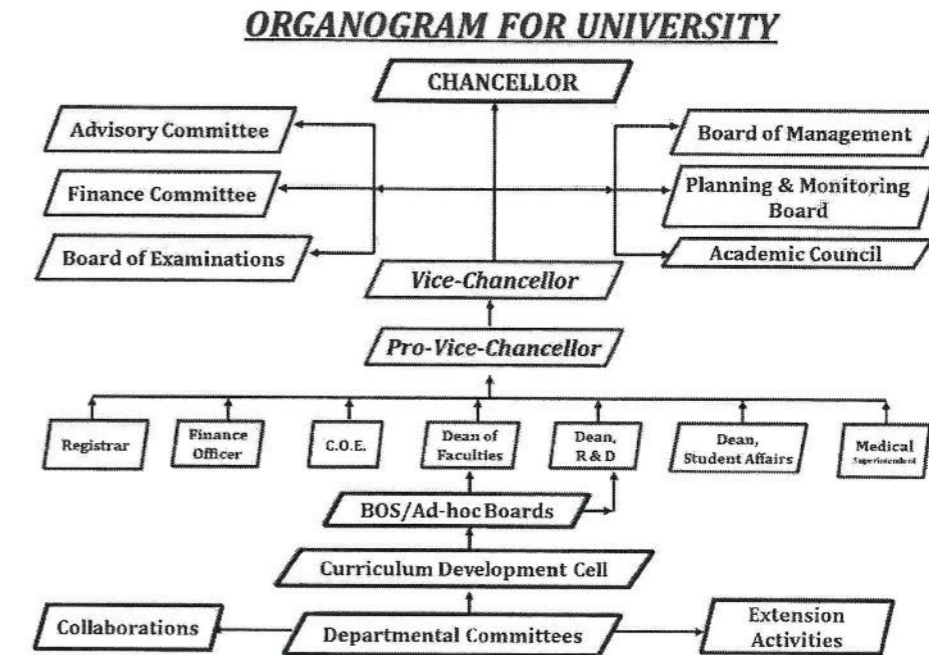 ORGANOGRAM FOR UNIVERSITY
CHANCELLOR
Advisory Committee
Board of Management
Finance Committee
Planning & Monitoring
Board
Board of Examinations
Academic Council
Vice-Chancellor
Pro-Vice-Chancellor
Registrar
Finance
Officer
C.O.E.
Dean of
Faculties
Dean,
R & D
Dean,
Student Affairs
Medical
Superintendent
BOS/Ad-hoc Boards
Curriculum Development Cell
Collaborations
Departmental Committees
Extension
Activities